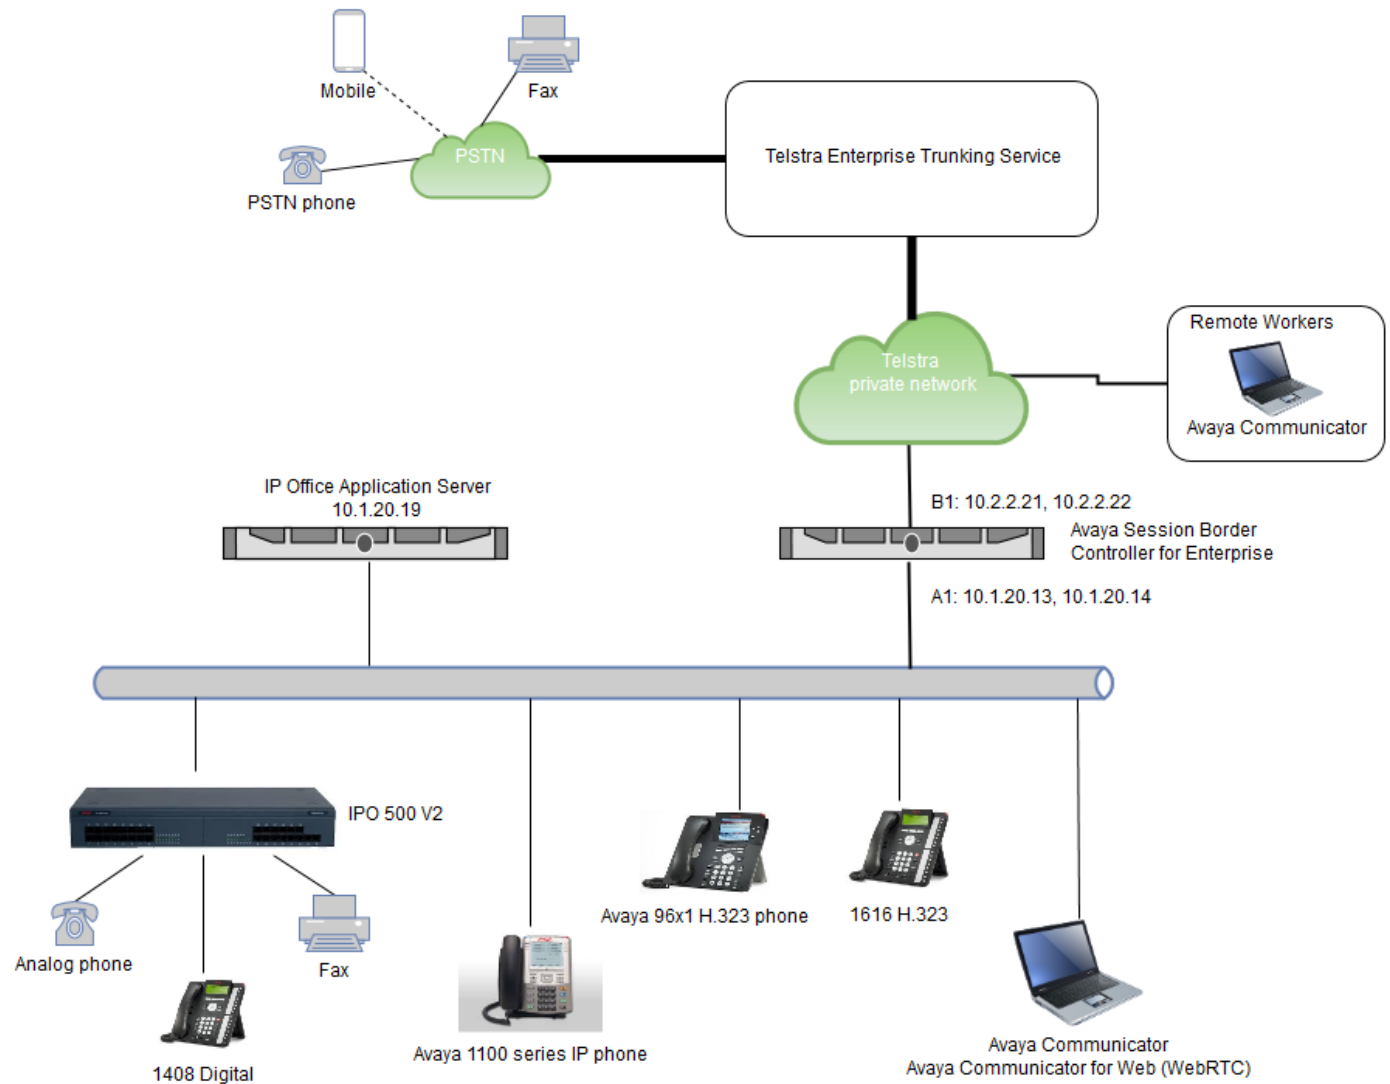 Mobile
Fax
PSTN
PSTN phone
Telstra Enterprise Trunking Service
Telstra
private network
Remote Workers
Avaya Communicator
IP Office Application Server
10.1.20.19
B1: 10.2.2.21, 10.2.2.22
Avaya Session Border
Controller for Enterprise
A1: 10.1.20.13, 10.1.20.14
IPO 500 V2
Analog phone
Fax
1408 Digital
Avaya 1100 series IP phone
Avaya 96x1 H.323 phone
1616 H.323
Avaya Communicator
Avaya Communicator for Web (WebRTC)